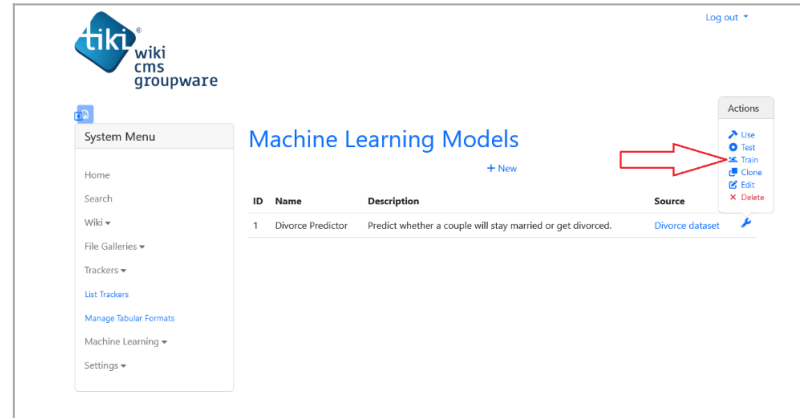 Log out
tiki®
wiki
cms
groupware
System Menu
Home
Search
Wiki
File Galleries
Trackers
List Trackers
Manage Tabular Formats
Machine Learning
Settings
Machine Learning Models
+ New
ID Name Description Source
1 Divorce Predictor Predict whether a couple will stay married or get divorced. Divorce dataset
Actions
Use
Test
Train
Clone
Edit
Delete